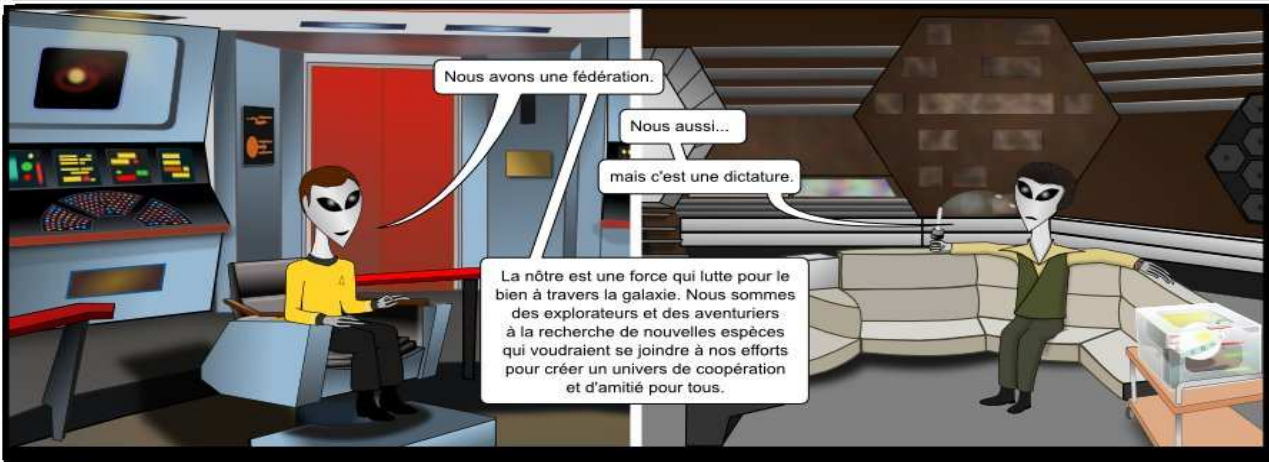 Nous avons une fédération.
Nous aussi...
mais c'est une dictature.
La nôtre est une force qui lutte pour le
bien à travers la galaxie. Nous sommes
des explorateurs et des aventuriers
à la recherche de nouvelles espèces
qui voudraient se joindre à nos efforts
pour créer un univers de coopération
et d'amitié pour tous.